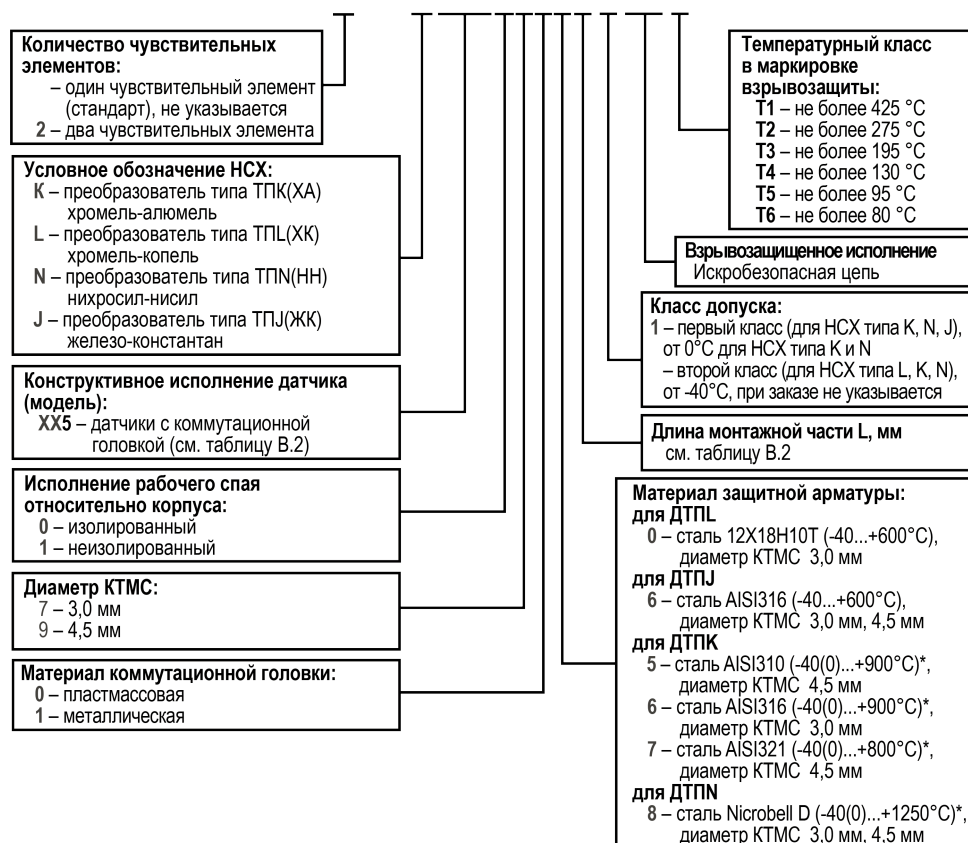 Количество чувствительных
элементов:
– один чувствительный элемент
(стандарт), не указывается
2 – два чувствительных элемента
Условное обозначение НСХ:
K – преобразователь типа ТПК(ХА)
хромель-алюмель
L – преобразователь типа ТПL(ХК)
хромель-копель
N – преобразователь типа ТПN(НН)
нихросил-нисил
J – преобразователь типа ТПJ(ЖК)
железо-константан
Конструктивное исполнение датчика
(модель):
XX5 – датчики с коммутационной
головкой (см. таблицу В.2)
Исполнение рабочего спая
относительно корпуса:
0 – изолированный
1 – неизолированный
Диаметр КТМС:
7 – 3,0 мм
9 – 4,5 мм
Материал коммутационной головки:
0 – пластмассовая
1 – металлическая
Температурный класс
в маркировке
взрывозащиты:
Т1 – не более 425 °С
Т2 – не более 275 °С
Т3 – не более 195 °С
Т4 – не более 130 °С
Т5 – не более 95 °С
Т6 – не более 80 °С
Взрывозащищенное исполнение
Искробезопасная цепь
Класс допуска:
1 – первый класс (для НСХ типа K, N, J),
от 0°С для НСХ типа K и N
– второй класс (для НСХ типа L, K, N),
от -40°С, при заказе не указывается
Длина монтажной части L, мм
см. таблицу В.2
Материал защитной арматуры:
для ДТПL
0 – сталь 12Х18Н10Т (-40...+600°С),
диаметр КТМС 3,0 мм
для ДТПJ
6 – сталь AISI316 (-40...+600°С),
диаметр КТМС 3,0 мм, 4,5 мм
для ДТПK
5 – сталь AISI310 (-40(0)...+900°С)*,
диаметр КТМС 4,5 мм
6 – сталь AISI316 (-40(0)...+900°С)*,
диаметр КТМС 3,0 мм
7 – сталь AISI321 (-40(0)...+800°С)*,
диаметр КТМС 4,5 мм
для ДТПN
8 – сталь Nicrobell D (-40(0)...+1250°С)*,
диаметр КТМС 3,0 мм, 4,5 мм